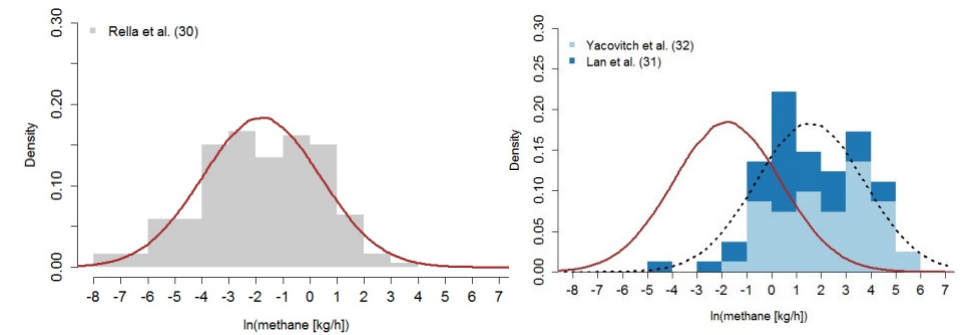 Rella et al. (30)
Density
0.00
0.10
0.20
0.30
-8 -7 -6 -5 -4 -3 -2 -1 0 1 2 3 4 5 6 7
ln(methane [kg/h])
Yacovitch et al. (32)
Lan et al. (31)
Density
0.00
0.05
0.10
0.15
0.20
0.25
0.30
-8 -7 -6 -5 -4 -3 -2 -1 0 1 2 3 4 5 6 7
ln(methane [kg/h])